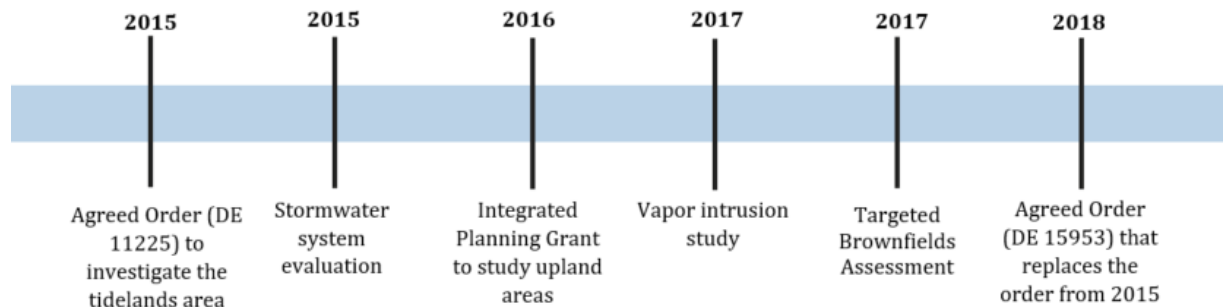 2015
2015
2016
2017
2017
2018
Agreed Order (DE
11225) to
investigate the
tidelands area
Stormwater
system
evaluation
Integrated
Planning Grant
to study upland
areas
Vapor intrusion
study
Targeted
Brownfields
Assessment
Agreed Order
(DE 15953) that
replaces the
order from 2015